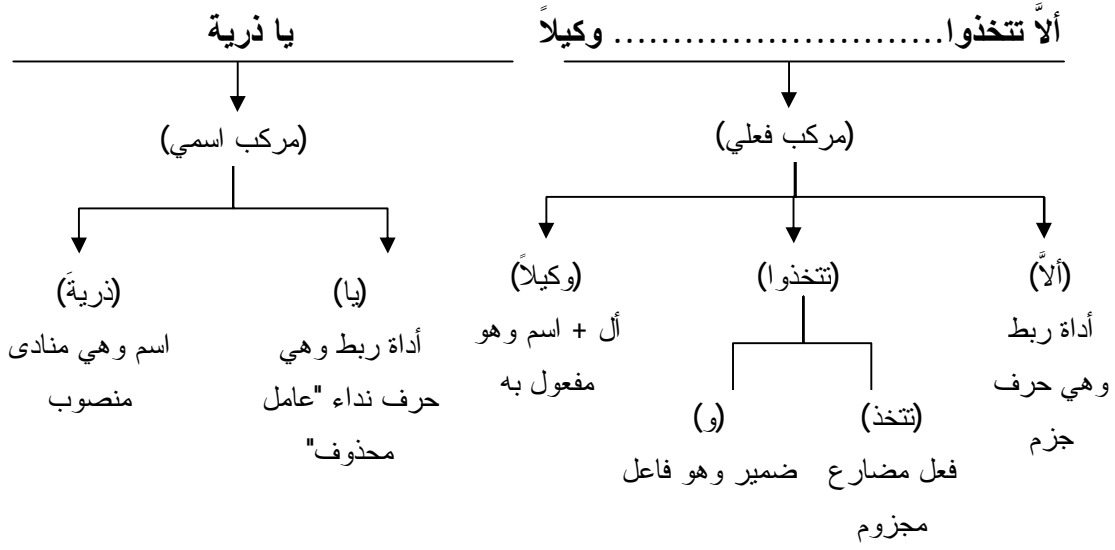 ألاَّ تتخذوا........................... وكيلاً
يا ذرية
(مركب فعلي)
(مركب اسمي)
(ألاَّ)
أداة ربط
وهي حرف
جزم
(تتخذوا)
(تتخذ)
فعل مضارع
مجزوم
(و)
ضمير وهو فاعل
(وكيلاً)
أل + اسم وهو
مفعول به
(يا)
أداة ربط وهي
حرف نداء "عامل
محذوف"
(ذريةَ)
اسم وهي منادى
منصوب